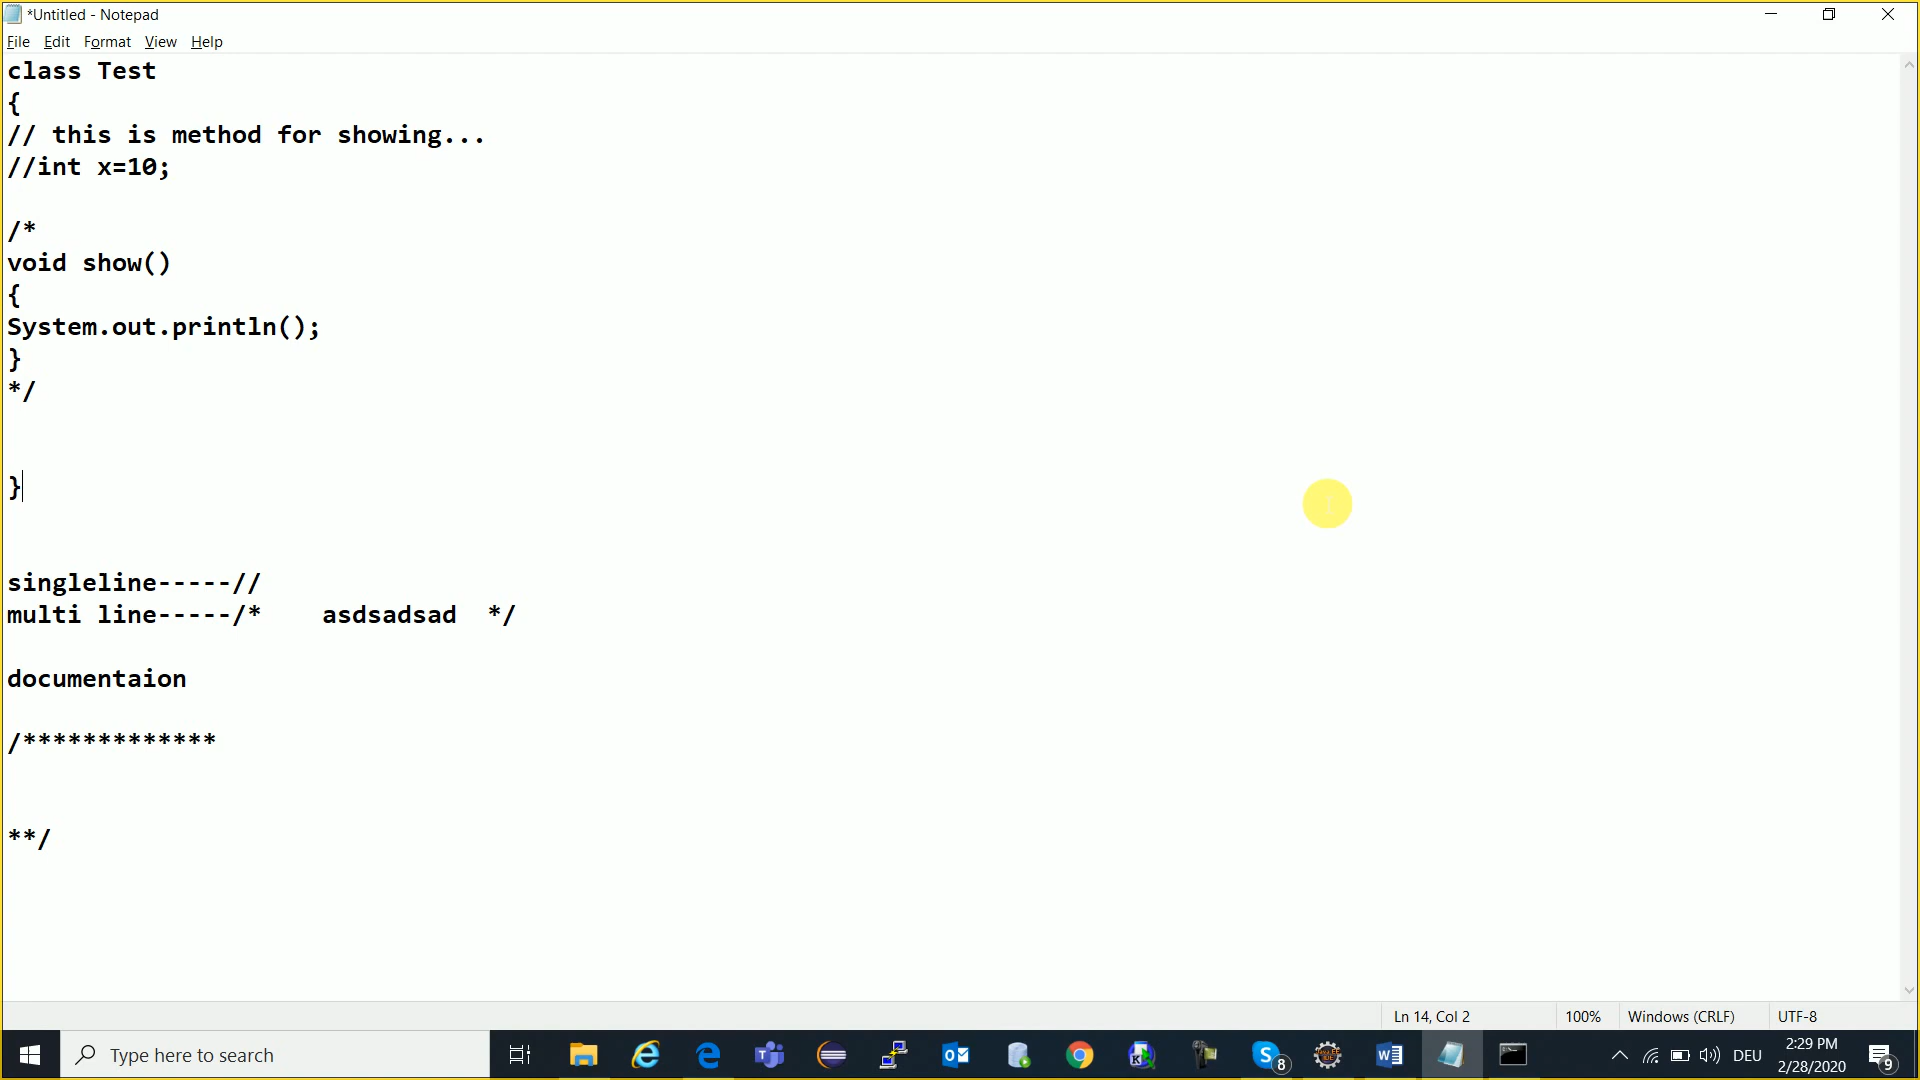 *Untitled - Notepad
File Edit Format View Help
class Test
{
// this is method for showing...
//int x=10;
/*
void show()
{
System.out.println();
}
*/
}
singleline-----//
multi line-----/*    asdsadsad  */
documentaion
/*************
**/
Ln 14, Col 2 100% Windows (CRLF) UTF-8
Type here to search
8
DEU
2:29 PM
2/28/2020
9